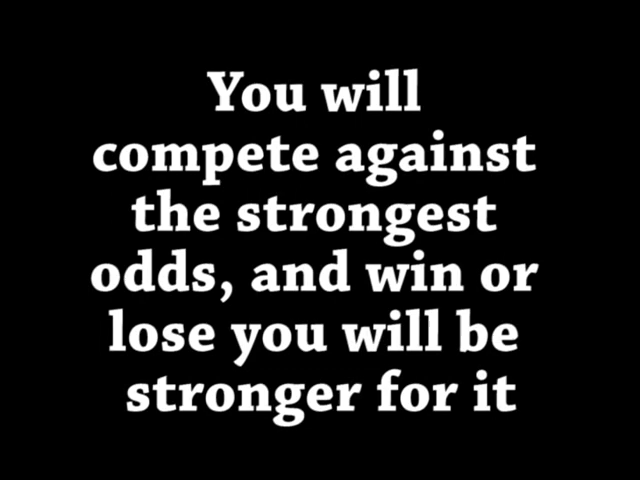 You will
compete against
the strongest
odds, and win or
lose you will be
stronger for it